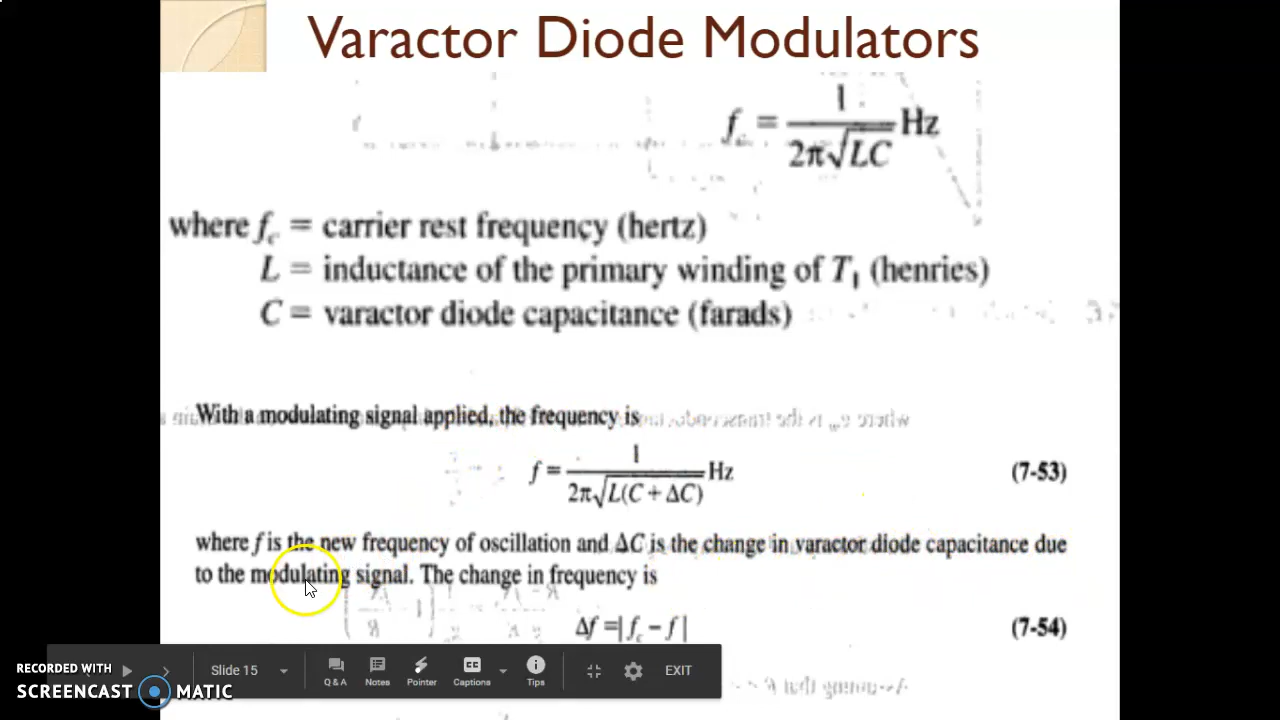 Varactor Diode Modulators
f_c = 1 / 2π√LC Hz
where f_c = carrier rest frequency (hertz)
L = inductance of the primary winding of T₁ (henries)
C = varactor diode capacitance (farads)
With a modulating signal applied, the frequency is
f = 1 / 2π√L(C + ΔC) Hz (7-53)
where f is the new frequency of oscillation and ΔC is the change in varactor diode capacitance due
to the modulating signal. The change in frequency is
Δf =|f_c – f| (7-54)
Slide 15
Q & A Notes Pointer Captions Tips EXIT
RECORDED WITH
SCREENCAST MATIC